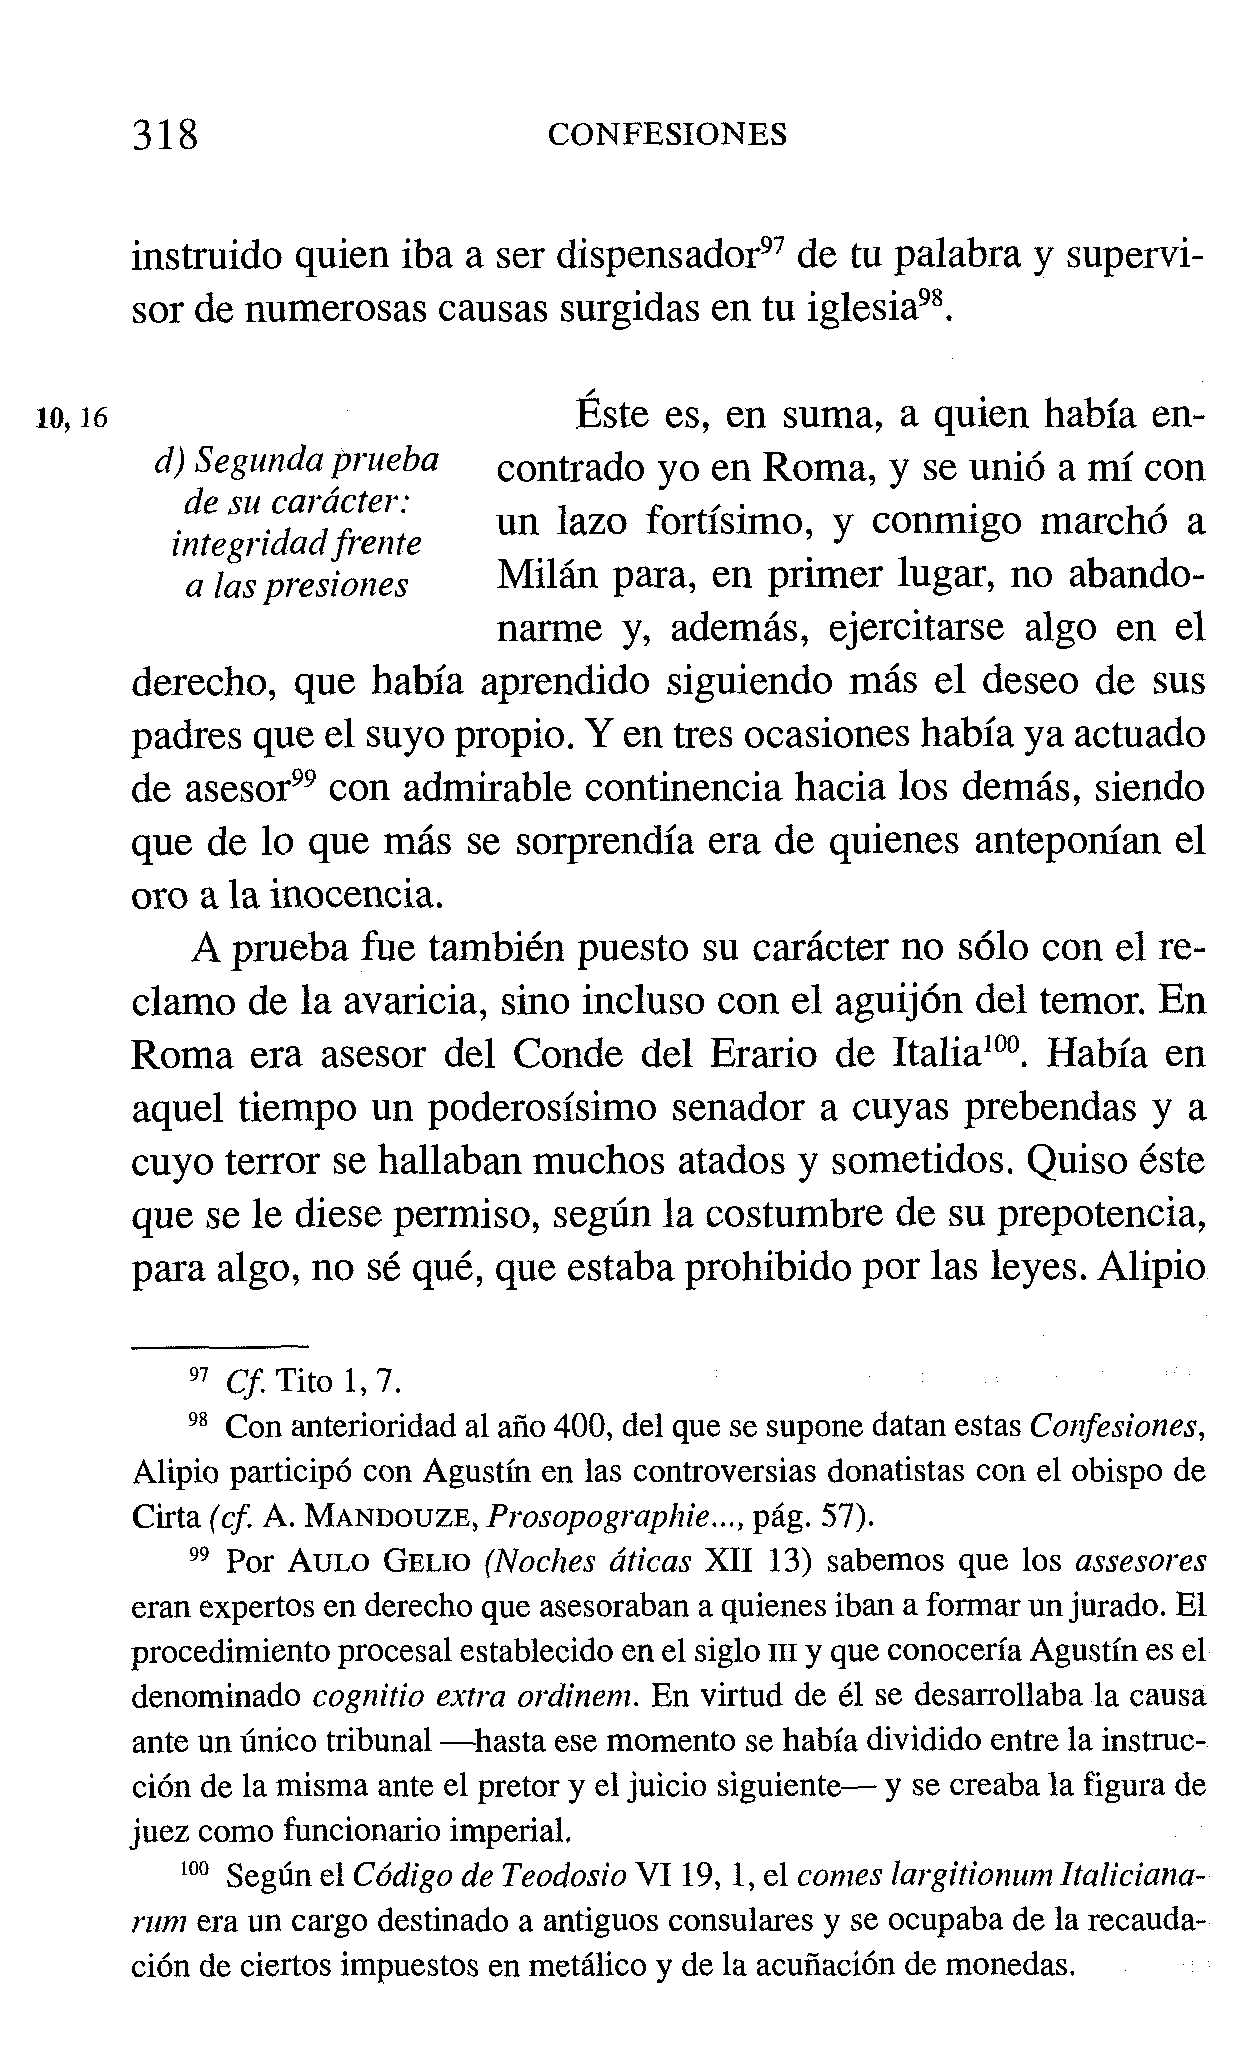 318 CONFESIONES
instruido quien iba a ser dispensador⁹⁷ de tu palabra y supervi-
sor de numerosas causas surgidas en tu iglesia⁹⁸.
10, 16
d) Segunda prueba
de su carácter:
integridad frente
a las presiones
Éste es, en suma, a quien había en-
contrado yo en Roma, y se unió a mí con
un lazo fortísimo, y conmigo marchó a
Milán para, en primer lugar, no abando-
narme y, además, ejercitarse algo en el
derecho, que había aprendido siguiendo más el deseo de sus
padres que el suyo propio. Y en tres ocasiones había ya actuado
de asesor⁹⁹ con admirable continencia hacia los demás, siendo
que de lo que más se sorprendía era de quienes anteponían el
oro a la inocencia.
A prueba fue también puesto su carácter no sólo con el re-
clamo de la avaricia, sino incluso con el aguijón del temor. En
Roma era asesor del Conde del Erario de Italia¹⁰⁰. Había en
aquel tiempo un poderosísimo senador a cuyas prebendas y a
cuyo terror se hallaban muchos atados y sometidos. Quiso éste
que se le diese permiso, según la costumbre de su prepotencia,
para algo, no sé qué, que estaba prohibido por las leyes. Alipio
⁹⁷ Cf. Tito 1, 7.
⁹⁸ Con anterioridad al año 400, del que se supone datan estas Confesiones,
Alipio participó con Agustín en las controversias donatistas con el obispo de
Cirta (cf. A. MANDOUZE, Prosopographie..., pág. 57).
⁹⁹ Por AULO GELIO (Noches áticas XII 13) sabemos que los assesores
eran expertos en derecho que asesoraban a quienes iban a formar un jurado. El
procedimiento procesal establecido en el siglo III y que conocería Agustín es el
denominado cognitio extra ordinem. En virtud de él se desarrollaba la causa
ante un único tribunal —hasta ese momento se había dividido entre la instruc-
ción de la misma ante el pretor y el juicio siguiente— y se creaba la figura de
juez como funcionario imperial.
¹⁰⁰ Según el Código de Teodosio VI 19, 1, el comes largitionum Italiciana-
rum era un cargo destinado a antiguos consulares y se ocupaba de la recauda-
ción de ciertos impuestos en metálico y de la acuñación de monedas.